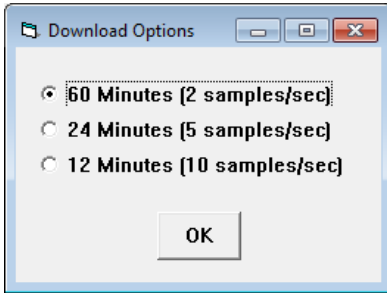 Download Options
60 Minutes (2 samples/sec)
24 Minutes (5 samples/sec)
12 Minutes (10 samples/sec)
OK